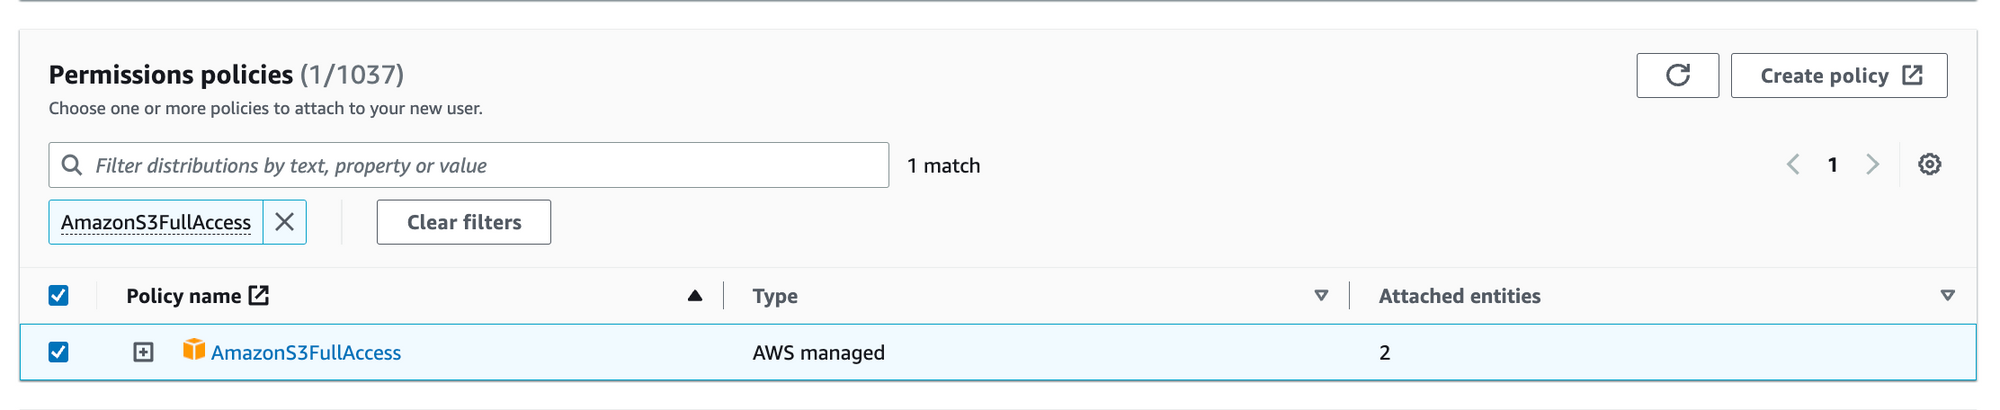 Permissions policies (1/1037)
Create policy
Choose one or more policies to attach to your new user.
Filter distributions by text, property or value
1 match
1
AmazonS3FullAccess
Clear filters
Policy name
Type
Attached entities
AmazonS3FullAccess
AWS managed
2